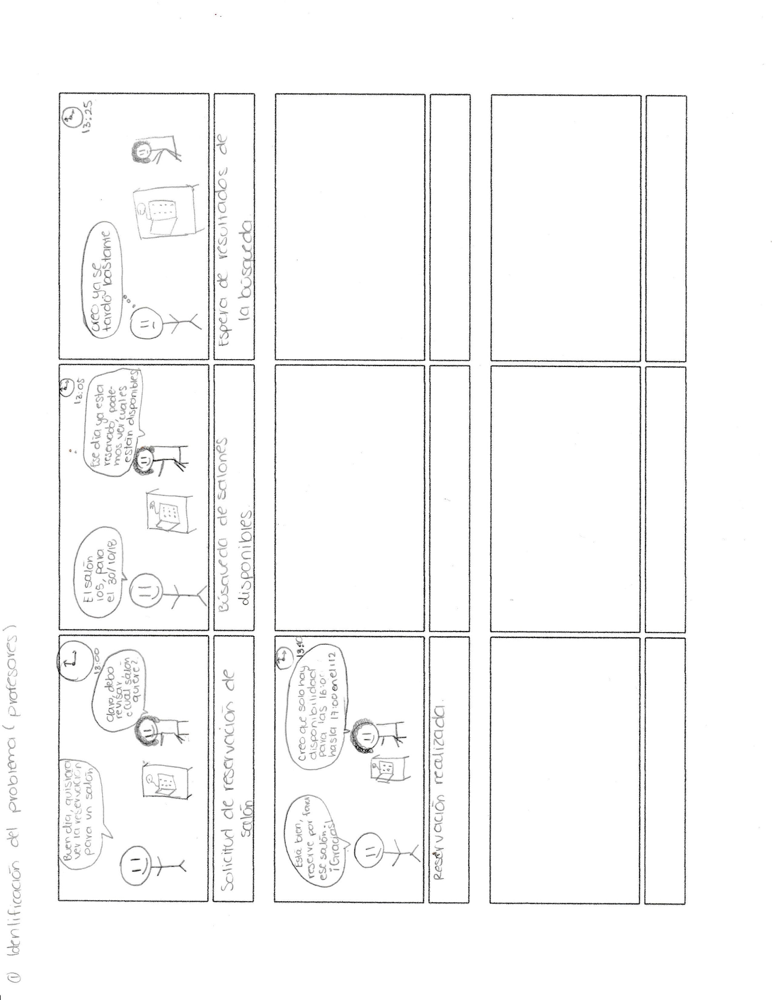 ① Identificación del problema (profesores)
Buen día, quisiera
ver la reservación
para un salón
13:00
Claro, debo
revisar
¿Cuál salón
quiere?
Solicitud de reservación de
salón
El salón
105, para
el 30/10/18
13:05
Ese día ya esta
reservado, pode-
mos ver, cuales
están disponibles
Búsqueda de salones
disponibles.
creo ya se
tardó bastante
13:25
Espera de resultados de
la búsqueda
Está bien,
reserve por favor
ese salón.
¡Gracias!
13:40
Creo que solo hay
disponibilidad
para las 16:00
hasta 17:00 en el 112
Reservación realizada.